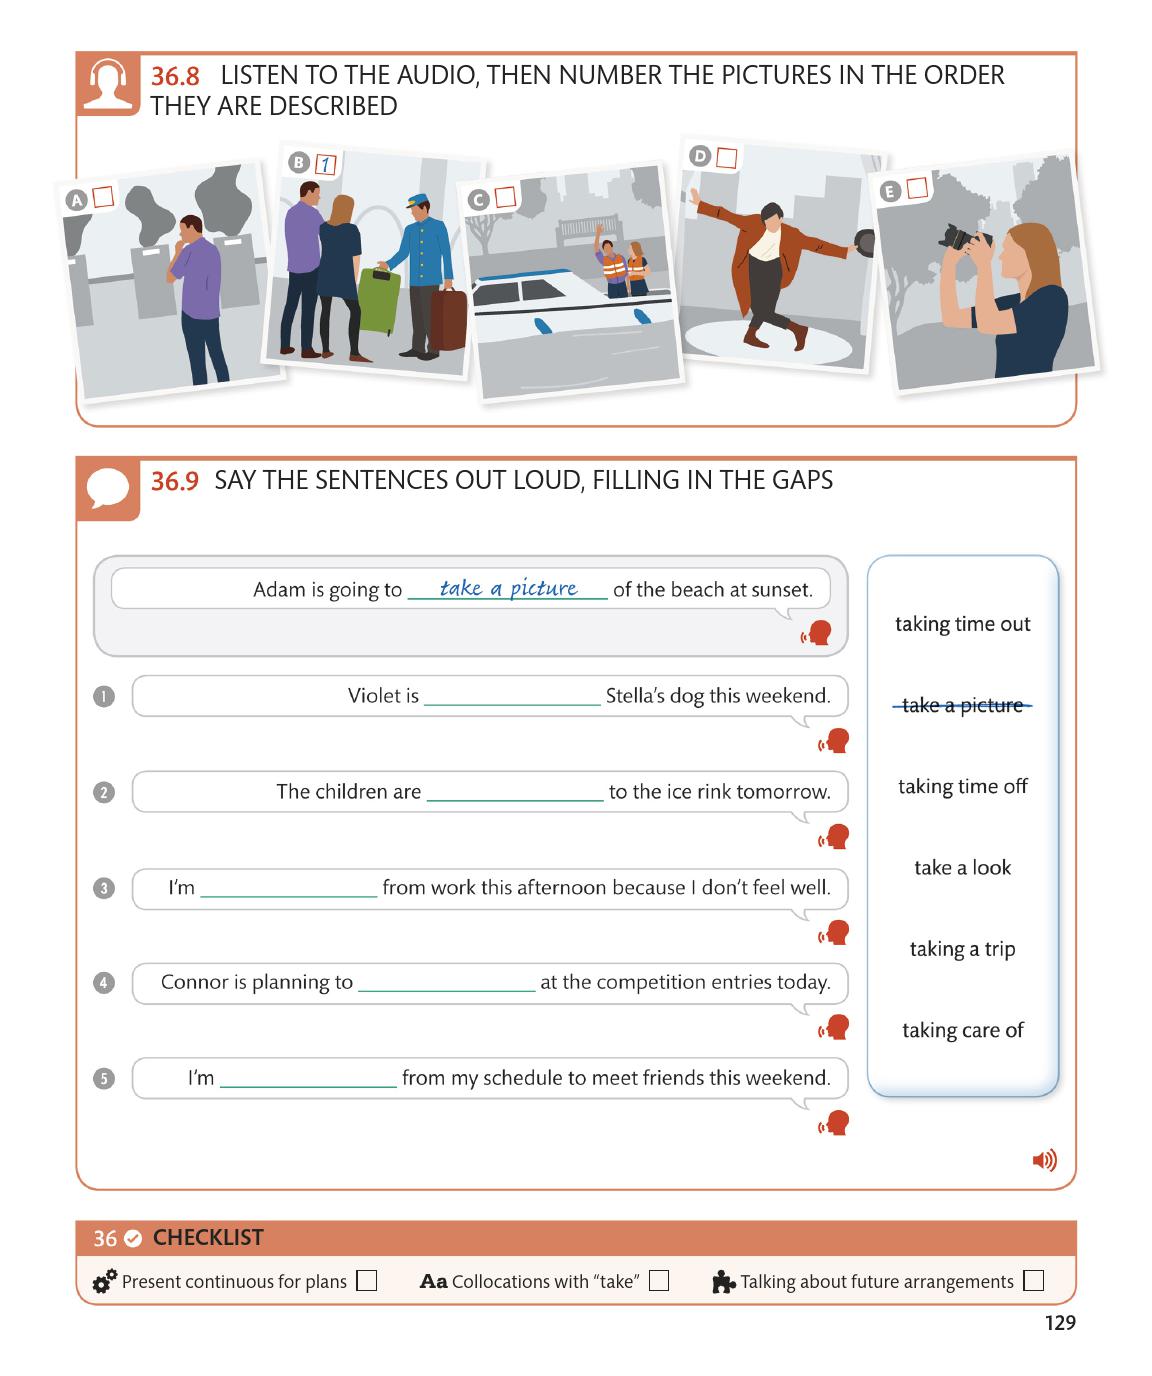 36.8 LISTEN TO THE AUDIO, THEN NUMBER THE PICTURES IN THE ORDER
THEY ARE DESCRIBED
A
B 1
C
D
E
36.9 SAY THE SENTENCES OUT LOUD, FILLING IN THE GAPS
Adam is going to take a picture of the beach at sunset.
1 Violet is ____________ Stella's dog this weekend.
2 The children are ____________ to the ice rink tomorrow.
3 I'm ____________ from work this afternoon because I don't feel well.
4 Connor is planning to ____________ at the competition entries today.
5 I'm ____________ from my schedule to meet friends this weekend.
taking time out
take a picture
taking time off
take a look
taking a trip
taking care of
36 CHECKLIST
Present continuous for plans
Aa Collocations with “take”
Talking about future arrangements
129